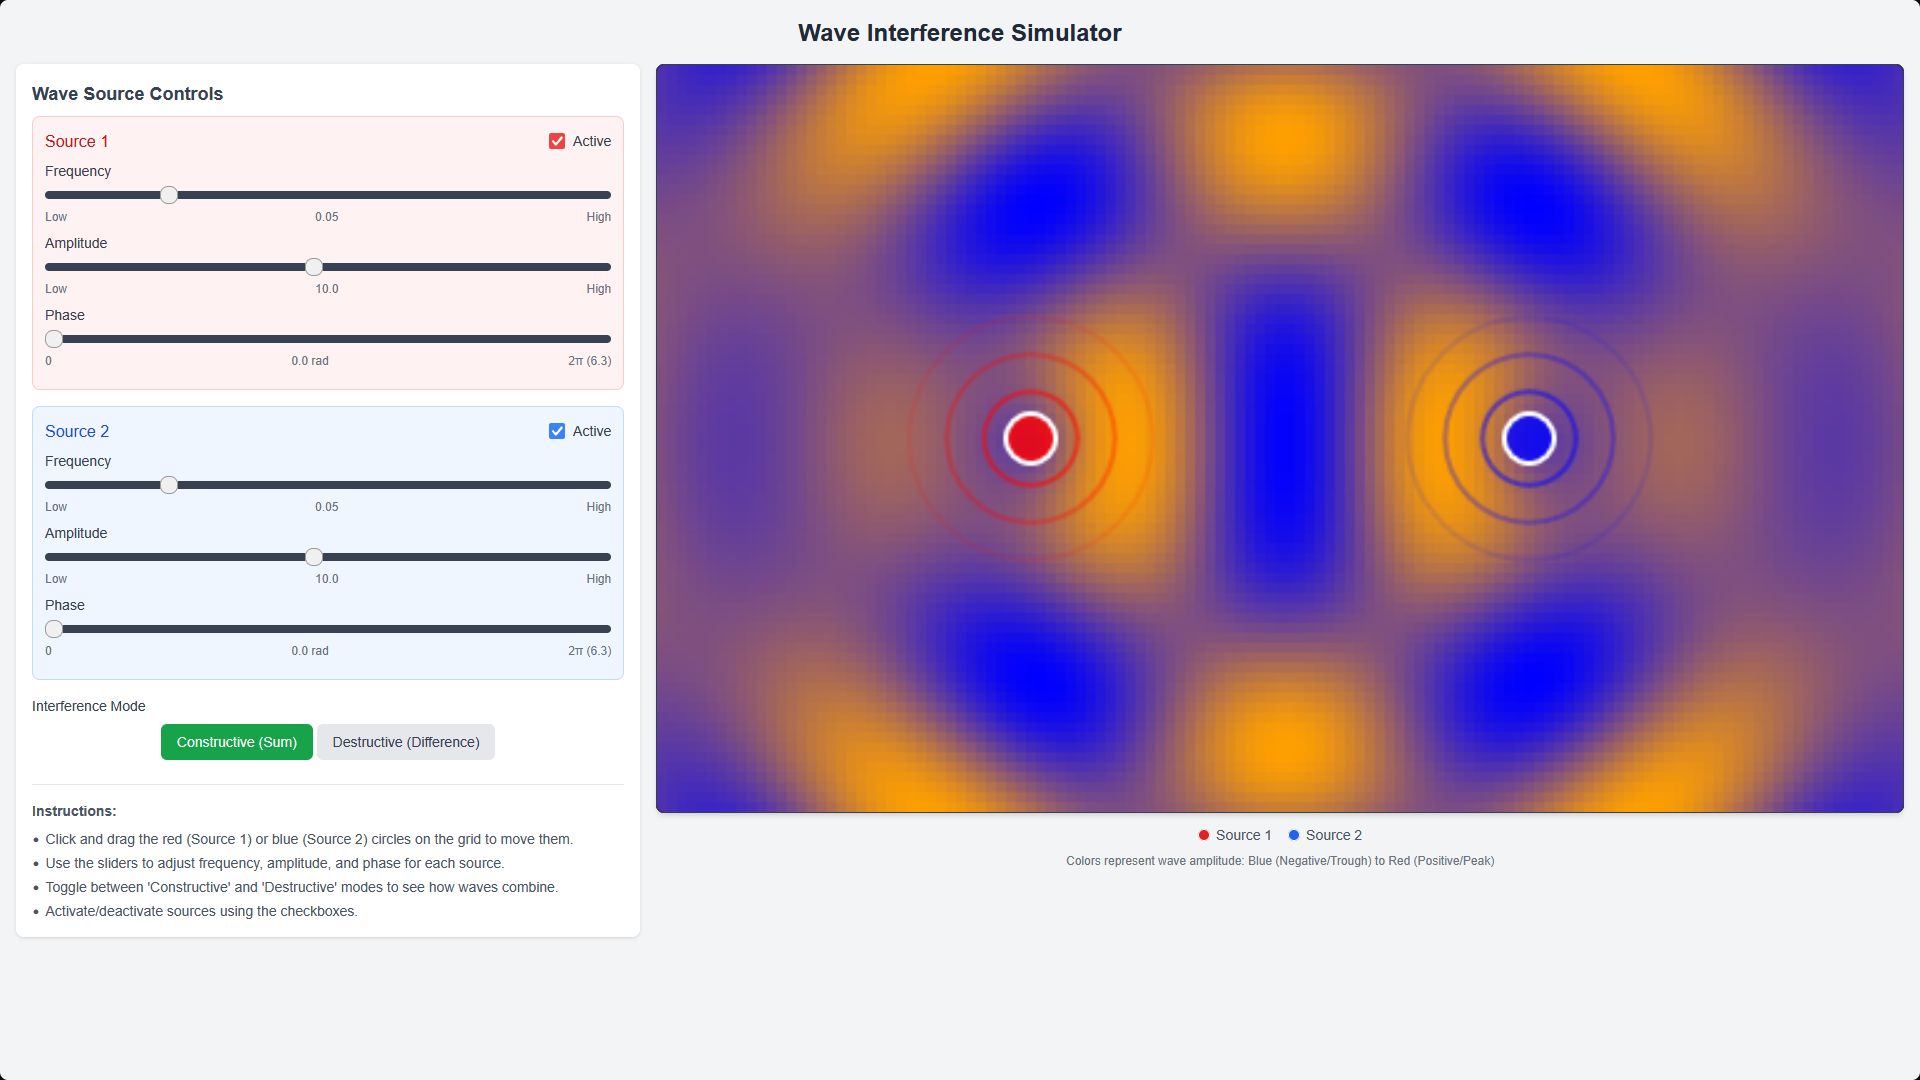 Wave Interference Simulator
Wave Source Controls
Source 1
Active
Frequency
Low 0.05 High
Amplitude
Low 10.0 High
Phase
0 0.0 rad 2π (6.3)
Source 2
Active
Frequency
Low 0.05 High
Amplitude
Low 10.0 High
Phase
0 0.0 rad 2π (6.3)
Interference Mode
Constructive (Sum) Destructive (Difference)
Instructions:
• Click and drag the red (Source 1) or blue (Source 2) circles on the grid to move them.
• Use the sliders to adjust frequency, amplitude, and phase for each source.
• Toggle between 'Constructive' and 'Destructive' modes to see how waves combine.
• Activate/deactivate sources using the checkboxes.
Source 1 Source 2
Colors represent wave amplitude: Blue (Negative/Trough) to Red (Positive/Peak)